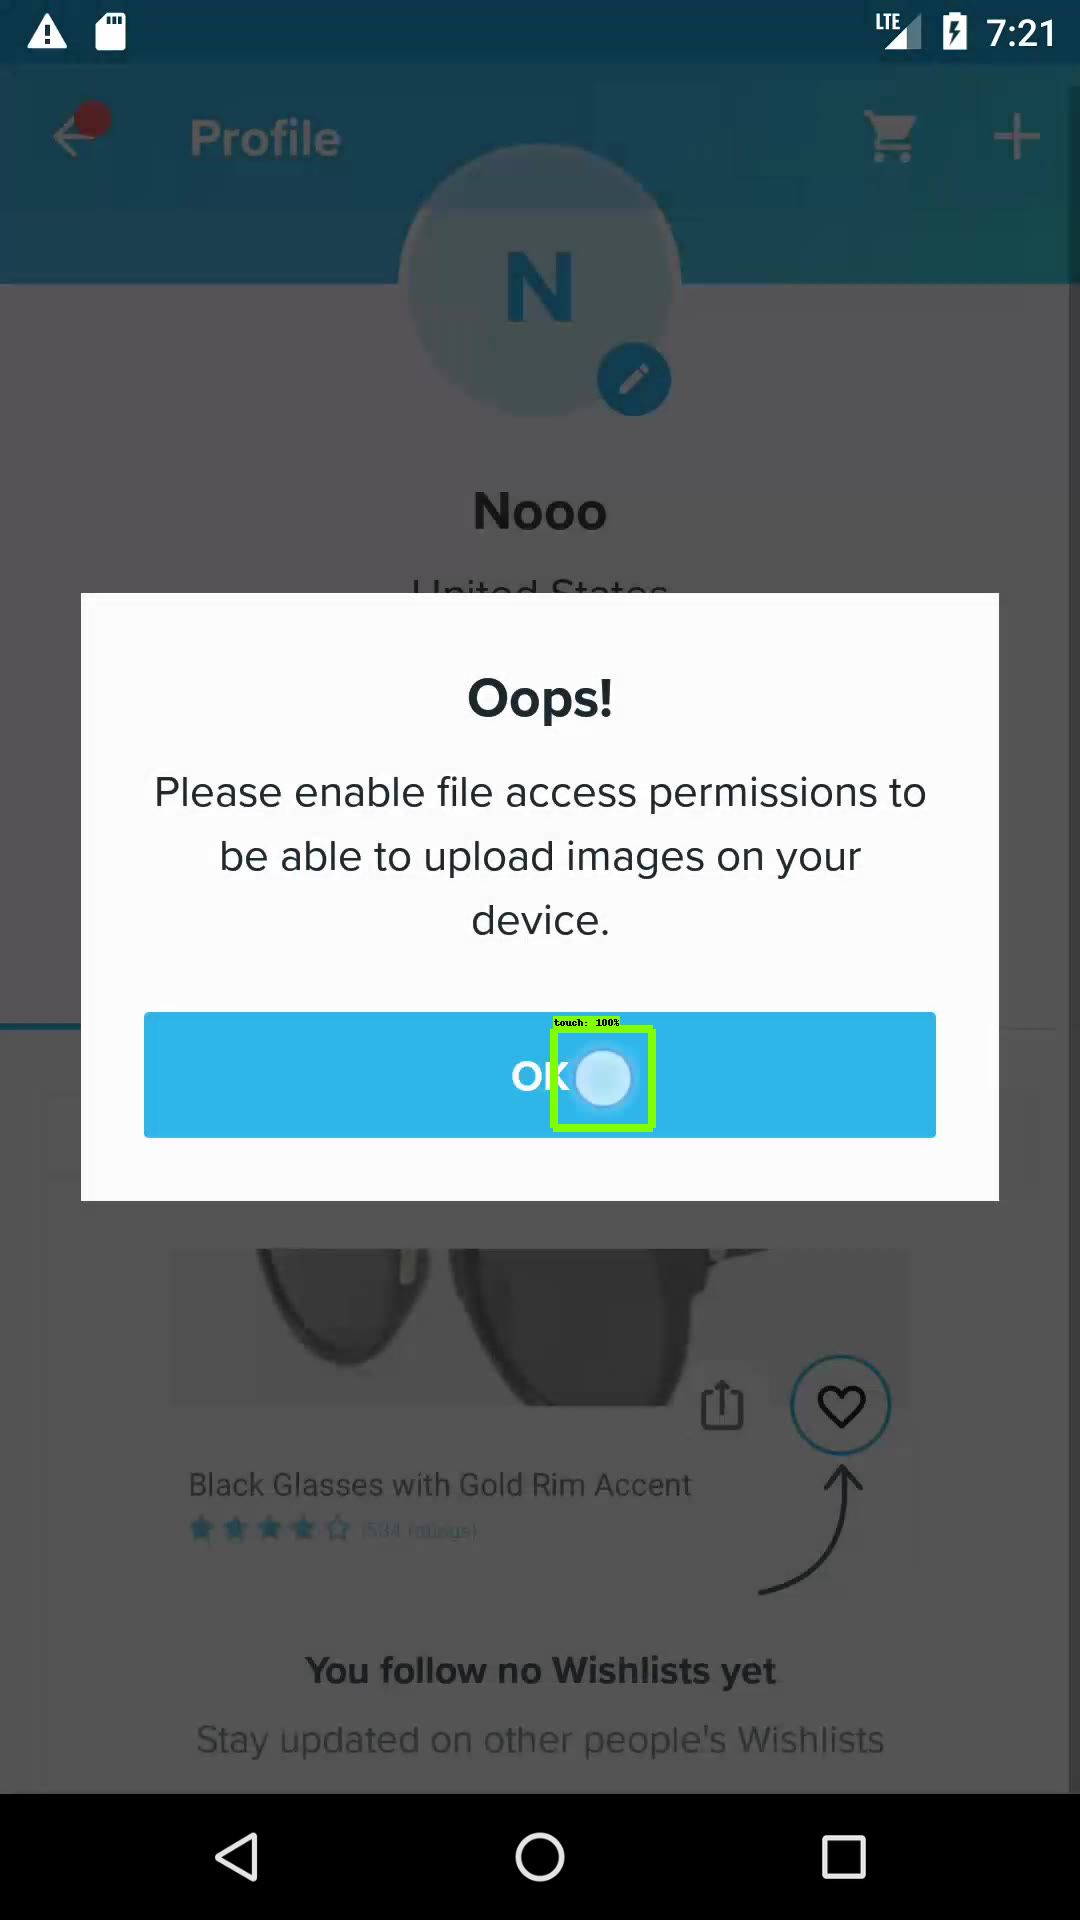 LTE
7:21
Profile
N
Nooo
United States
Oops!
Please enable file access permissions to
be able to upload images on your
device.
touch: 100%
OK
Black Glasses with Gold Rim Accent
(534 ratings)
You follow no Wishlists yet
Stay updated on other people's Wishlists